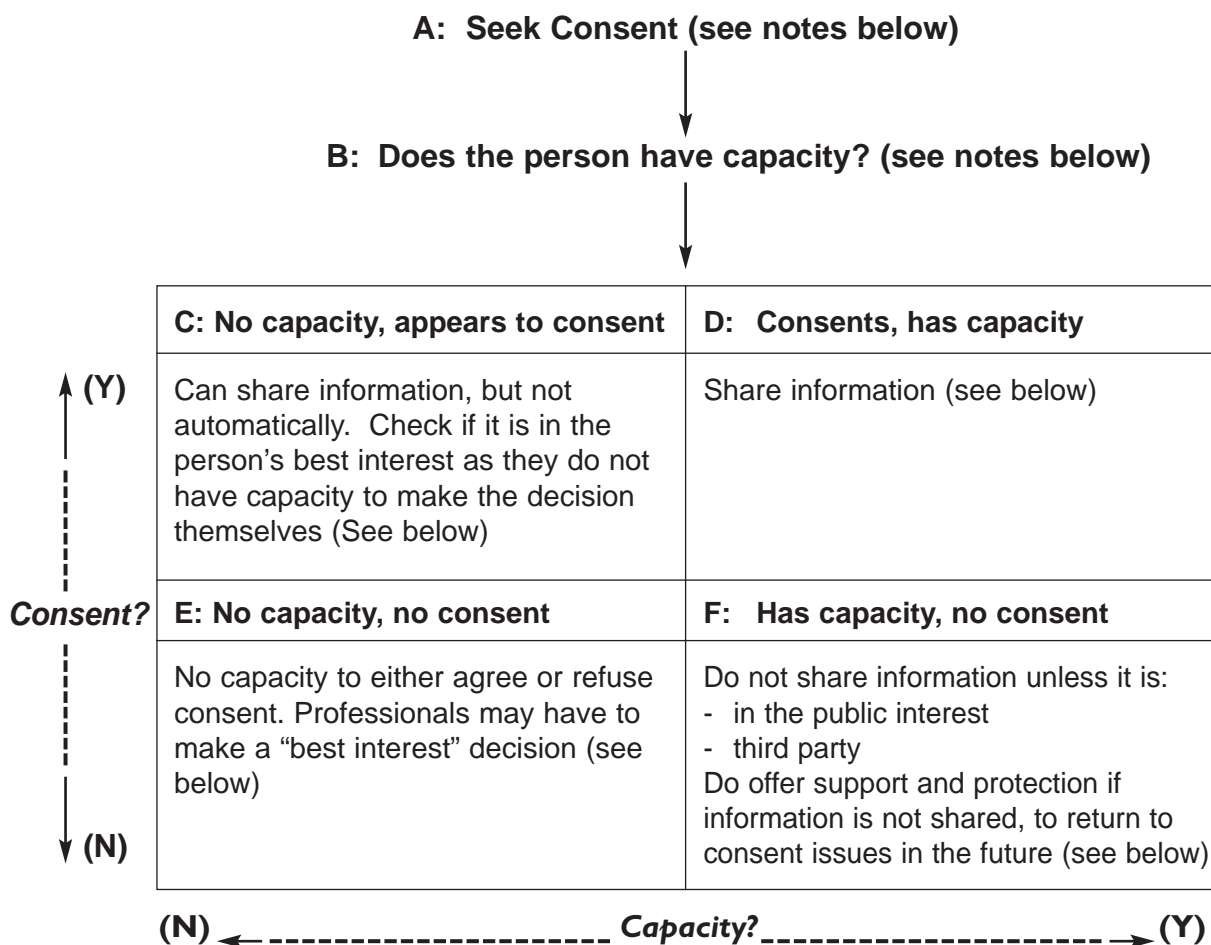 A: Seek Consent (see notes below)
B: Does the person have capacity? (see notes below)
C: No capacity, appears to consent
D: Consents, has capacity
(Y)
Can share information, but not
automatically. Check if it is in the
person's best interest as they do not
have capacity to make the decision
themselves (See below)
Share information (see below)
Consent?
E: No capacity, no consent
F: Has capacity, no consent
No capacity to either agree or refuse
consent. Professionals may have to
make a “best interest” decision (see
below)
Do not share information unless it is:
- in the public interest
- third party
Do offer support and protection if
information is not shared, to return to
consent issues in the future (see below)
(N)
(N) Capacity? (Y)